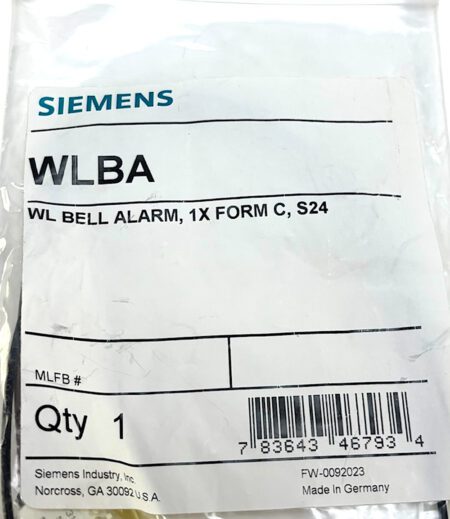 SIEMENS
WLBA
WL BELL ALARM, 1X FORM C, S24
MLFB #
Qty 1
7 83643 46793 4
Siemens Industry, Inc.
Norcross, GA 30092 U.S.A.
FW-0092023
Made in Germany